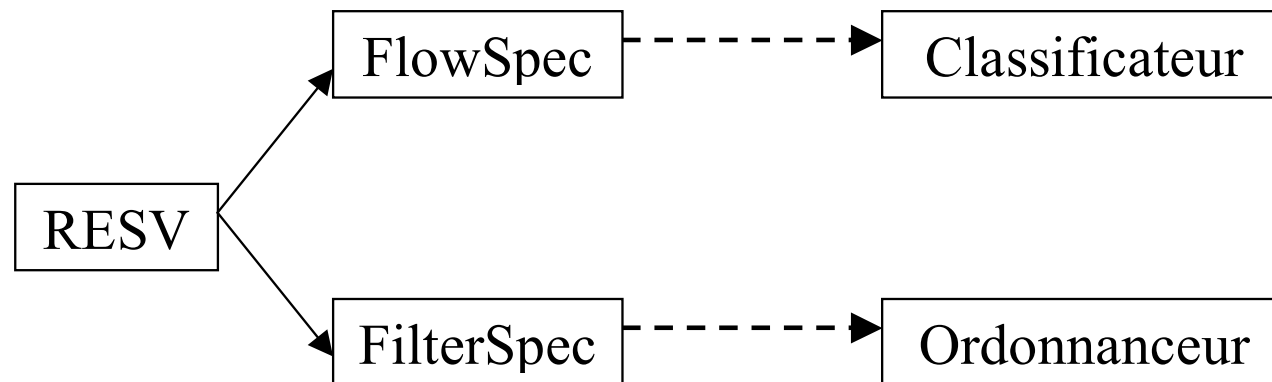 FlowSpec
Classificateur
RESV
FilterSpec
Ordonnanceur